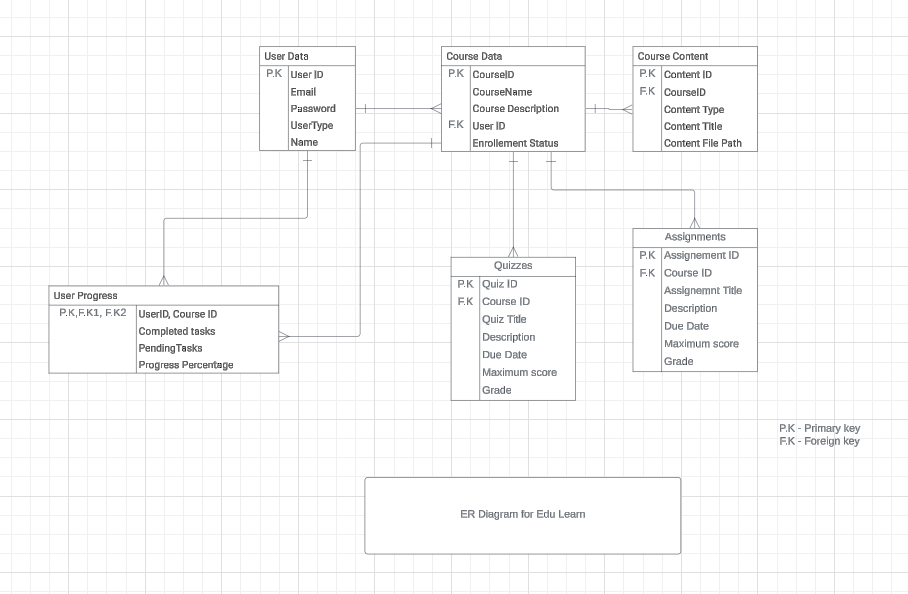 User Data
P.K User ID
Email
Password
UserType
Name
Course Data
P.K CourseID
CourseName
Course Description
F.K User ID
Enrollement Status
Course Content
P.K Content ID
F.K CourseID
Content Type
Content Title
Content File Path
User Progress
P.K,F.K1, F.K2 UserID, Course ID
Completed tasks
PendingTasks
Progress Percentage
Quizzes
P.K Quiz ID
F.K Course ID
Quiz Title
Description
Due Date
Maximum score
Grade
Assignments
P.K Assignement ID
F.K Course ID
Assignemnt Title
Description
Due Date
Maximum score
Grade
P.K - Primary key
F.K - Foreign key
ER Diagram for Edu Learn